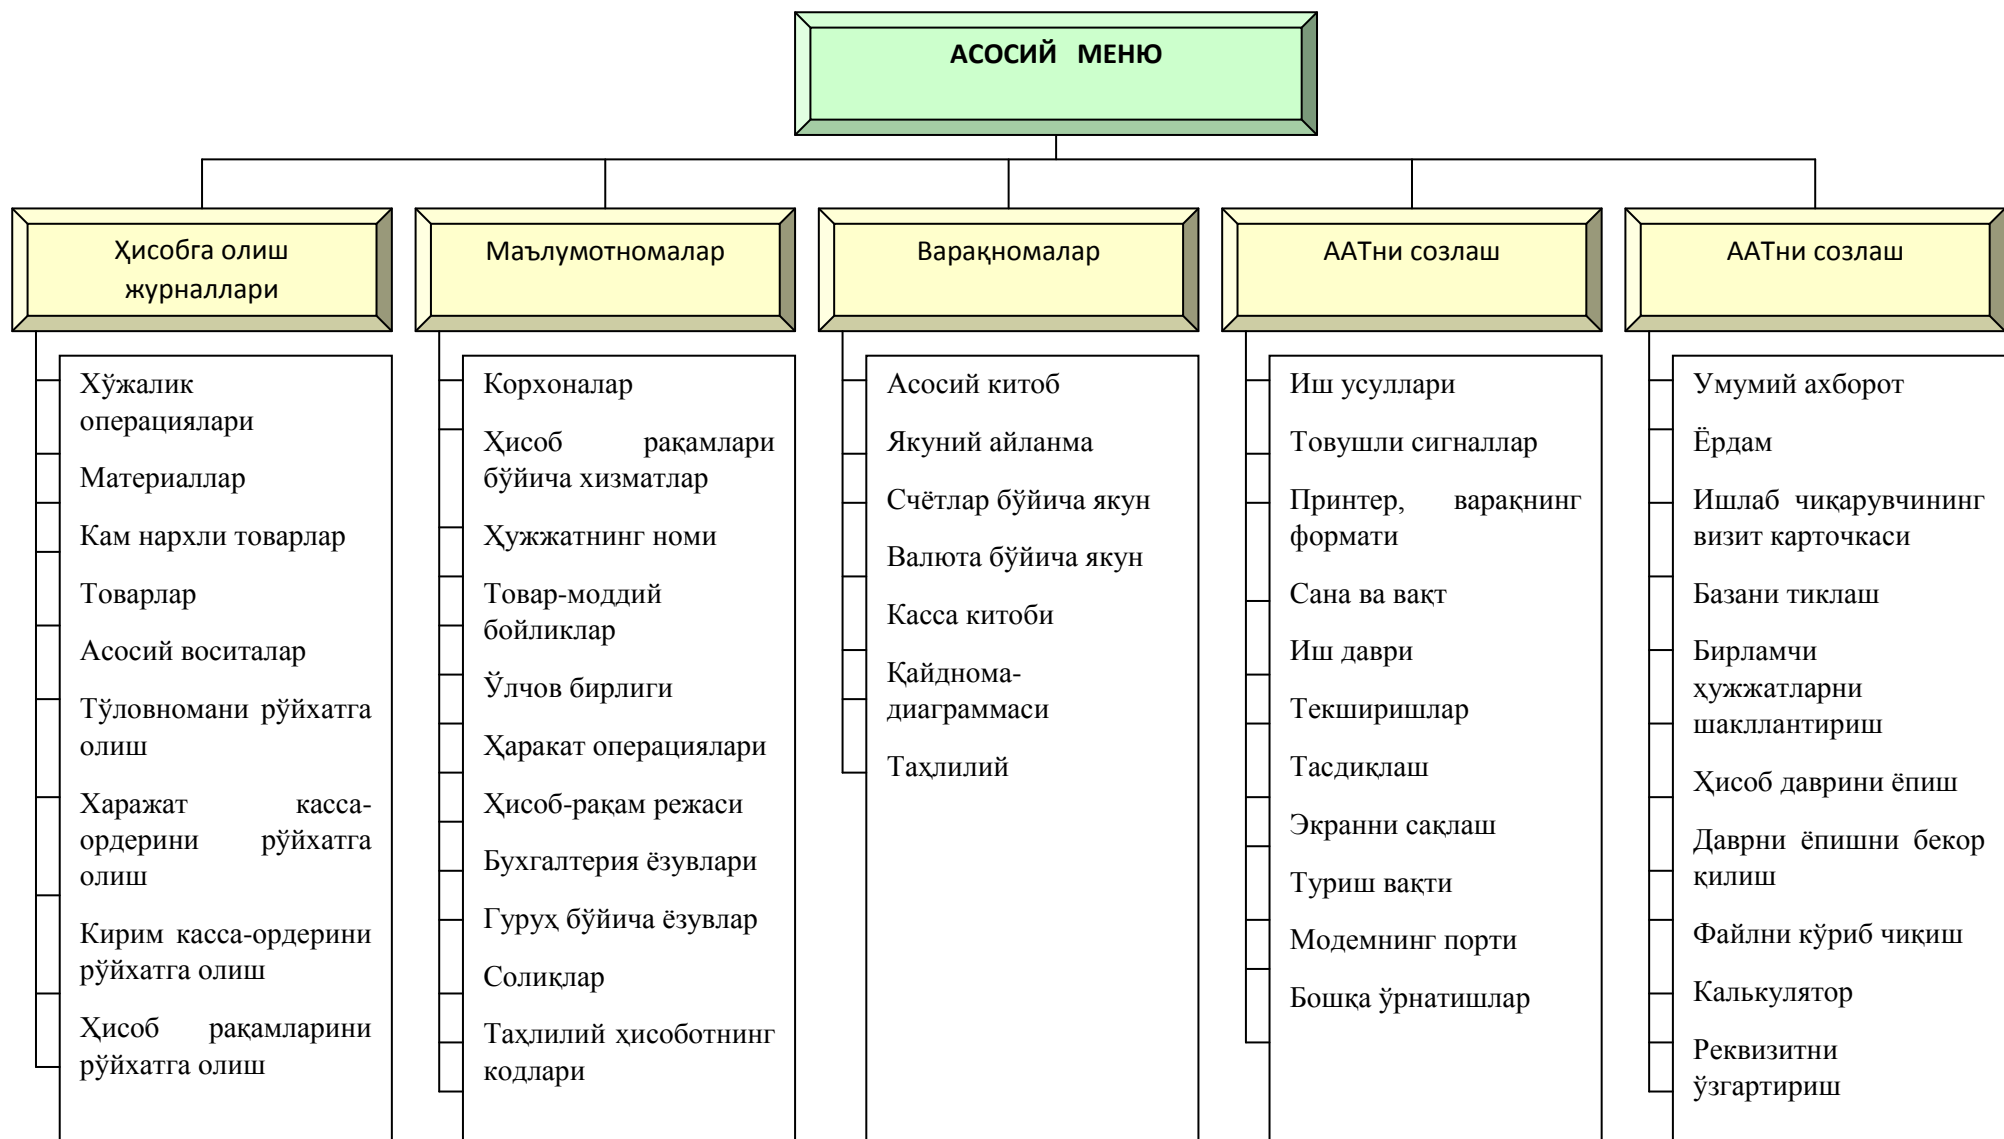 АСОСИЙ МЕНЮ
Ҳисобга олиш
журналлари
Маълумотномалар
Варақномалар
ААТни созлаш
ААТни созлаш
Хўжалик
операциялари
Материаллар
Кам нархли товарлар
Товарлар
Асосий воситалар
Тўловномани рўйхатга
олиш
Харажат касса-
ордерини рўйхатга
олиш
Кирим касса-ордерини
рўйхатга олиш
Ҳисоб рақамларини
рўйхатга олиш
Корхоналар
Ҳисоб рақамлари
бўйича хизматлар
Ҳужжатнинг номи
Товар-моддий
бойликлар
Ўлчов бирлиги
Ҳаракат операциялари
Ҳисоб-рақам режаси
Бухгалтерия ёзувлари
Гуруҳ бўйича ёзувлар
Солиқлар
Таҳлилий ҳисоботнинг
кодлари
Асосий китоб
Якуний айланма
Счётлар бўйича якун
Валюта бўйича якун
Касса китоби
Қайднома-
диаграммаси
Таҳлилий
Иш усуллари
Товушли сигналлар
Принтер, варақнинг
формати
Сана ва вақт
Иш даври
Текширишлар
Тасдиқлаш
Экранни сақлаш
Туриш вақти
Модемнинг порти
Бошқа ўрнатишлар
Умумий ахборот
Ёрдам
Ишлаб чиқарувчининг
визит карточкаси
Базани тиклаш
Бирламчи
ҳужжатларни
шакллантириш
Ҳисоб даврини ёпиш
Даврни ёпишни бекор
қилиш
Файлни кўриб чиқиш
Калькулятор
Реквизитни
ўзгартириш